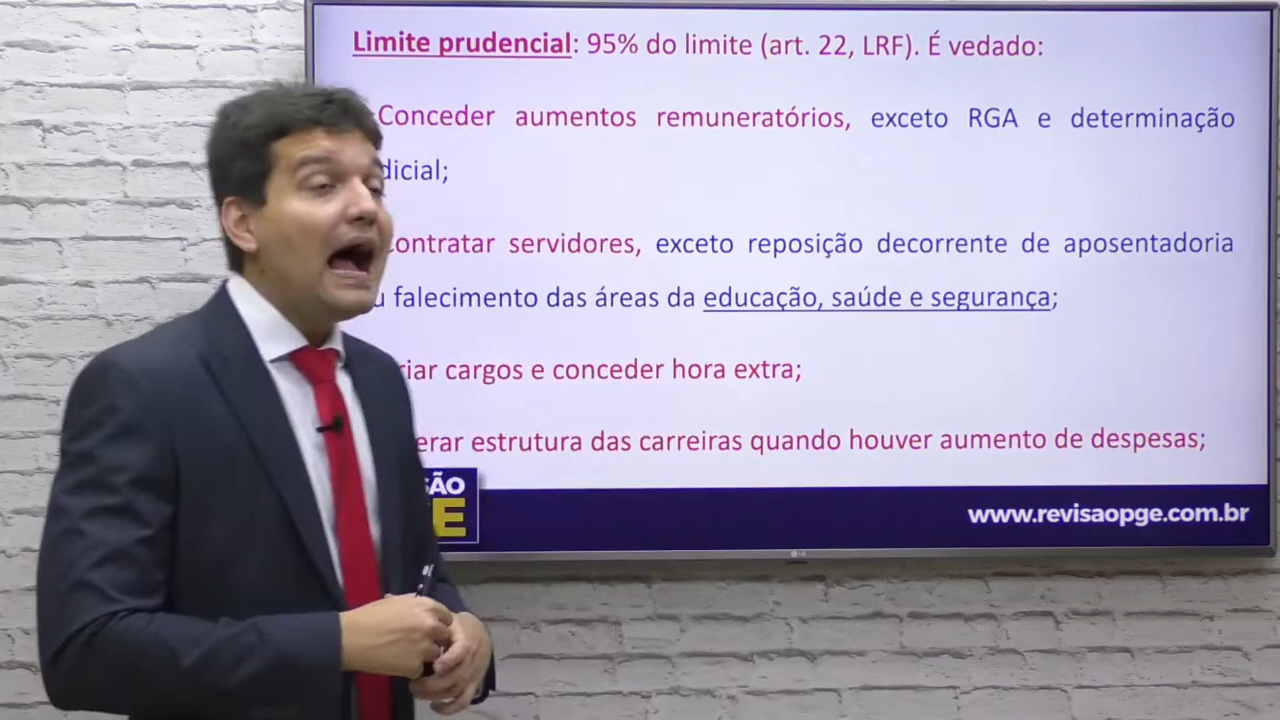 Limite prudencial: 95% do limite (art. 22, LRF). É vedado:
Conceder aumentos remuneratórios, exceto RGA e determinação
dicial;
ontratar servidores, exceto reposição decorrente de aposentadoria
falecimento das áreas da educação, saúde e segurança;
riar cargos e conceder hora extra;
erar estrutura das carreiras quando houver aumento de despesas;
ÃO
E
www.revisaopge.com.br
LG